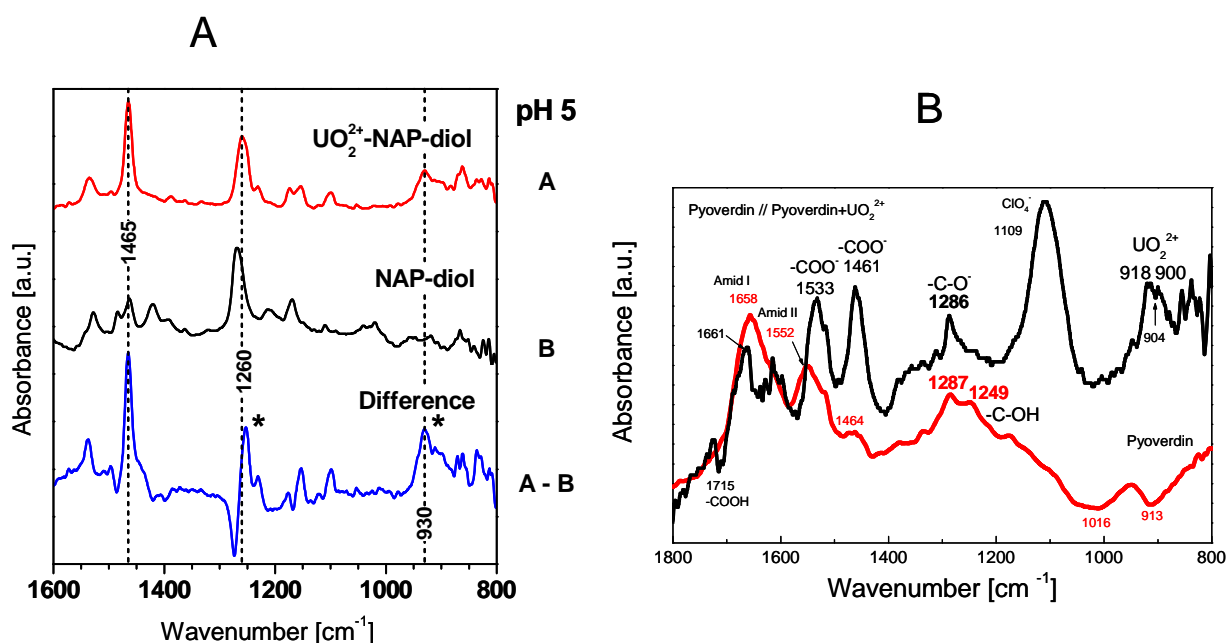 A
pH 5
UO₂²⁺-NAP-diol
A
1465
NAP-diol
B
1260
Difference
* *
A - B
930
1600 1400 1200 1000 800
Wavenumber [cm⁻¹]
Absorbance [a.u.]
B
Pyoverdin // Pyoverdin+UO₂²⁺
ClO₄⁻
1109
-COO⁻
1461
-COO⁻
1533
UO₂²⁺
918 900
904
-C-O⁻
1286
Amid I
1658
Amid II
1552
1661
1287 1249
-C-OH
1464
Pyoverdin
1715
-COOH
1016
913
1800 1600 1400 1200 1000 800
Wavenumber [cm⁻¹]
Absorbance [a.u.]